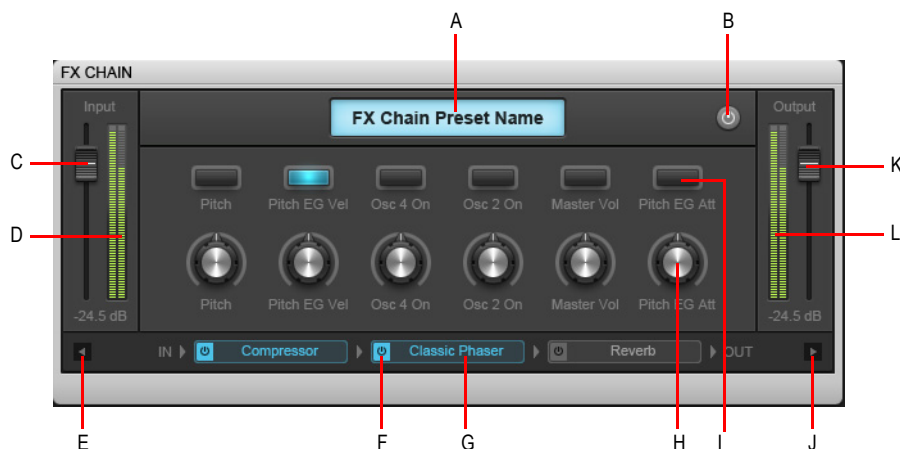 A
B
FX CHAIN
Input
FX Chain Preset Name
Output
C
K
Pitch
Pitch EG Vel
Osc 4 On
Osc 2 On
Master Vol
Pitch EG Att
D
L
Pitch
Pitch EG Vel
Osc 4 On
Osc 2 On
Master Vol
Pitch EG Att
-24.5 dB
-24.5 dB
IN
Compressor
Classic Phaser
Reverb
OUT
E
F
G
H
I
J